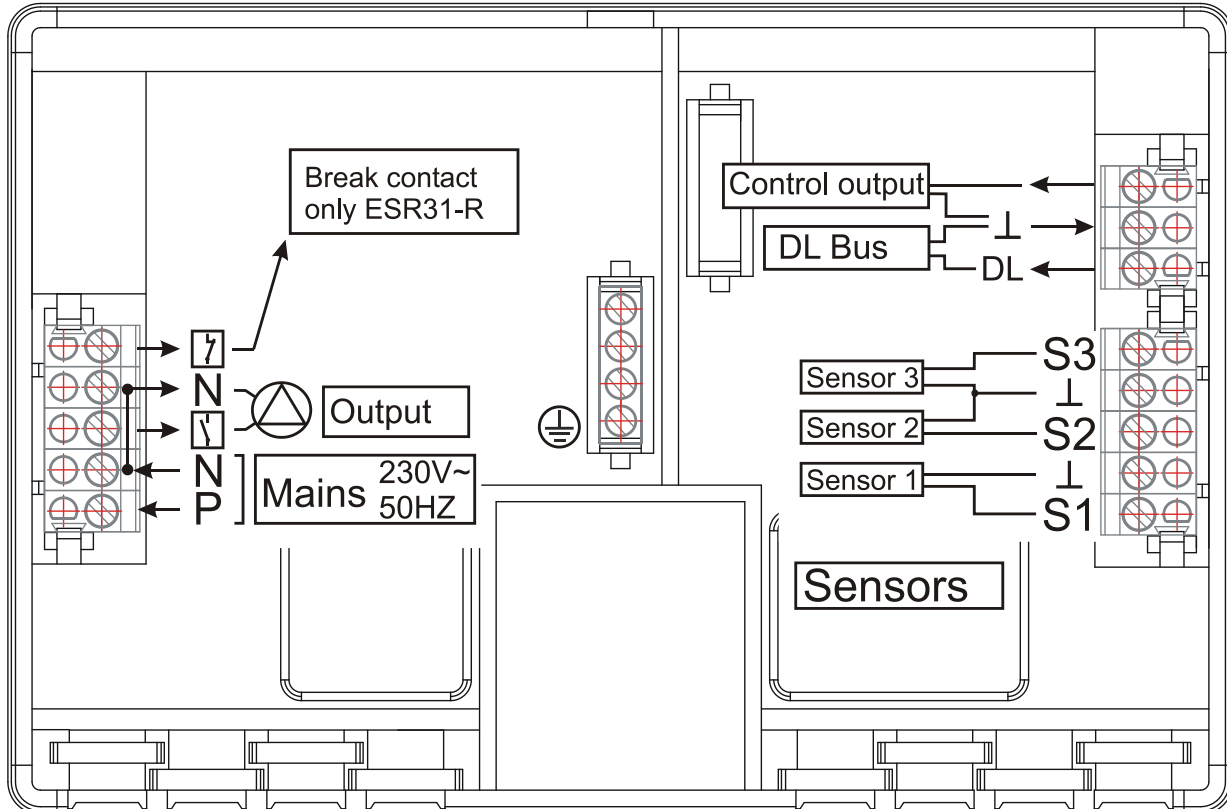 Break contact
only ESR31-R
N
Output
N
P
Mains 230V~
50HZ
Control output
⊥
DL Bus
DL
Sensor 3
S3
⊥
Sensor 2
S2
Sensor 1
⊥
S1
Sensors